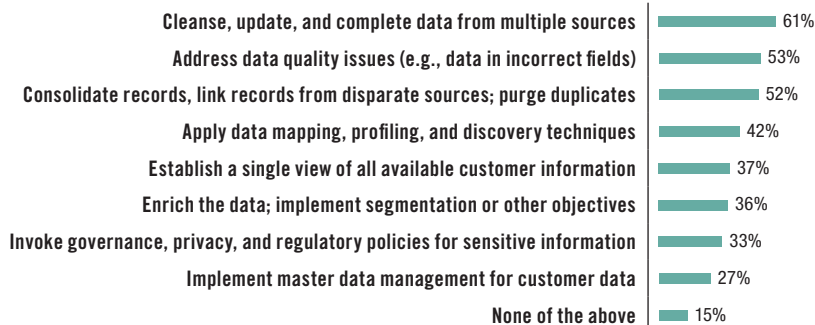 Cleanse, update, and complete data from multiple sources 61%
Address data quality issues (e.g., data in incorrect fields) 53%
Consolidate records, link records from disparate sources; purge duplicates 52%
Apply data mapping, profiling, and discovery techniques 42%
Establish a single view of all available customer information 37%
Enrich the data; implement segmentation or other objectives 36%
Invoke governance, privacy, and regulatory policies for sensitive information 33%
Implement master data management for customer data 27%
None of the above 15%